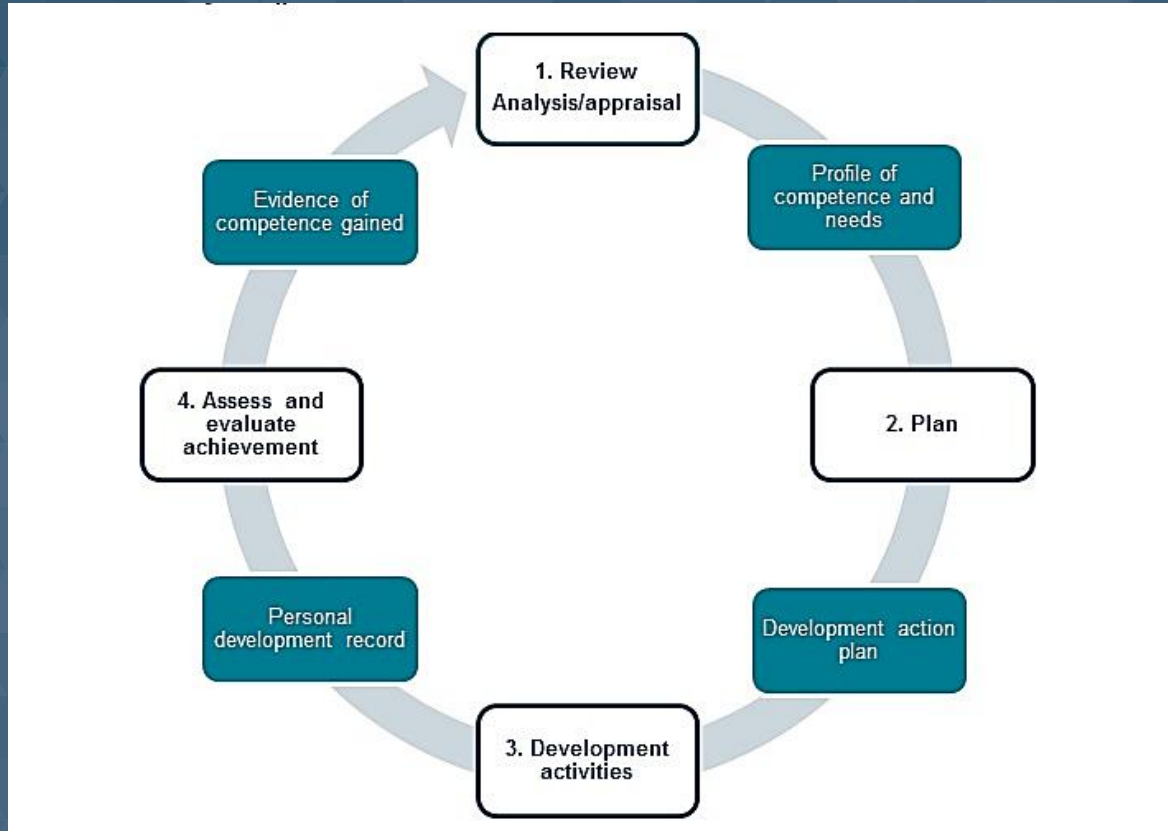 1. Review
Analysis/appraisal
Profile of
competence and
needs
2. Plan
Development action
plan
3. Development
activities
Personal
development record
4. Assess and
evaluate
achievement
Evidence of
competence gained